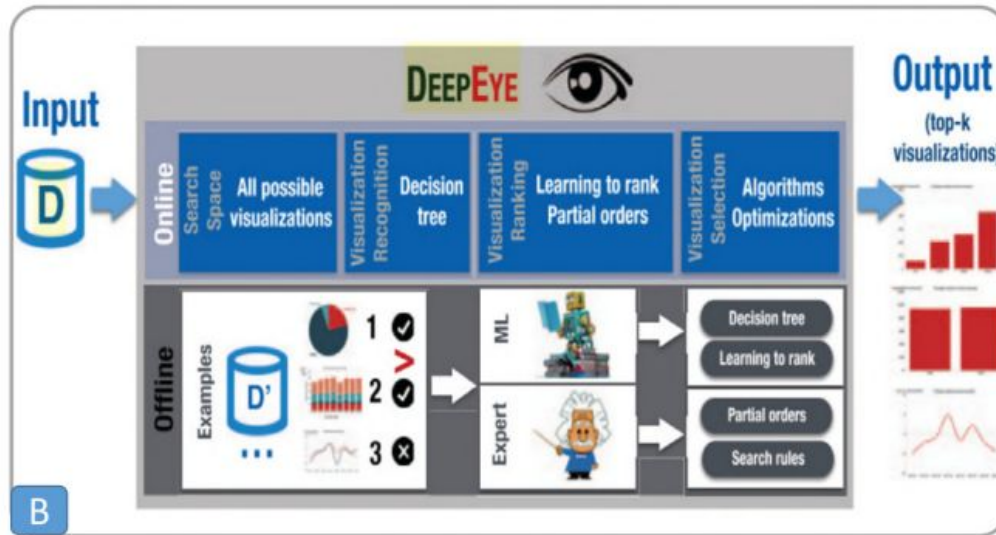 DEEPEYE
Input
D
Output
(top-k
visualizations)
Online
Search
Space
All possible
visualizations
Visualization
Recognition
Decision
tree
Visualization
Ranking
Learning to rank
Partial orders
Visualization
Selection
Algorithms
Optimizations
Offline
Examples
D'
...
1
>
2
3
ML
Expert
Decision tree
Learning to rank
Partial orders
Search rules
B